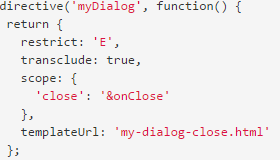 directive('myDialog', function() {
return {
restrict: 'E',
transclude: true,
scope: {
'close': '&onClose'
},
templateUrl: 'my-dialog-close.html'
};